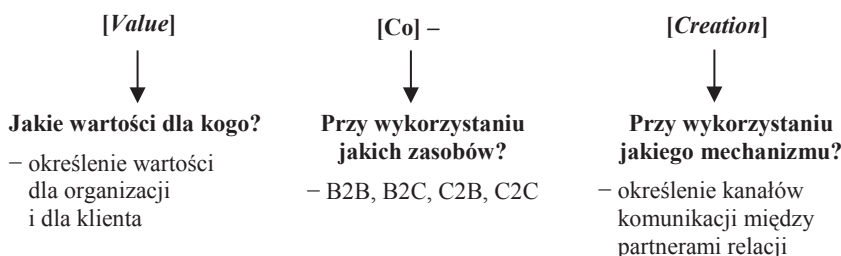 [Value]
Jakie wartości dla kogo?
– określenie wartości
dla organizacji
i dla klienta
[Co] –
Przy wykorzystaniu
jakich zasobów?
– B2B, B2C, C2B, C2C
[Creation]
Przy wykorzystaniu
jakiego mechanizmu?
– określenie kanałów
komunikacji między
partnerami relacji